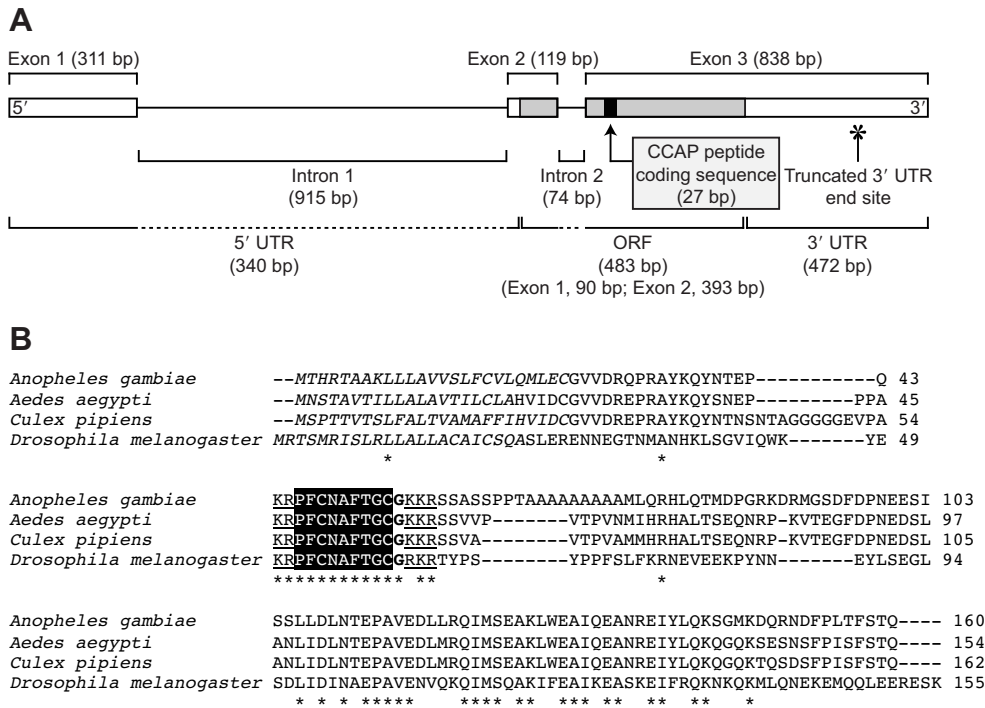 A
Exon 1 (311 bp)
Exon 2 (119 bp)
Exon 3 (838 bp)
5′
3′
*
Intron 1
(915 bp)
Intron 2
(74 bp)
CCAP peptide
coding sequence
(27 bp)
Truncated 3′ UTR
end site
5′ UTR
(340 bp)
ORF
(483 bp)
(Exon 1, 90 bp; Exon 2, 393 bp)
3′ UTR
(472 bp)
B
Anopheles gambiae --MTHRTAAKLLLAVVSLFCVLQMLECGVVDRQPRAYKQYNTEP-----------Q 43
Aedes aegypti --MNSTAVTILLALAVTILCLAHVIDCGVVDREPRAYKQYSNEP---------PPA 45
Culex pipiens --MSPTTVTSLFALTVAMAFFIHVIDCGVVDREPRAYKQYNTNSNTAGGGGGEVPA 54
Drosophila melanogaster MRTSMRISLRLLALLACAICSQASLERENNEGTNMANHKLSGVIQWK-------YE 49
* *
Anopheles gambiae KRPFCNAFTGCGKKRSSASSPPTAAAAAAAAAMLQRHLQTMDPGRKDRMGSDFDPNEESI 103
Aedes aegypti KRPFCNAFTGCGKKRSSVVP-------VTPVNMIHRHALTSEQNRP-KVTEGFDPNEDSL 97
Culex pipiens KRPFCNAFTGCGKKRSSVA--------VTPVAMMHRHALTSEQNRP-KVTEGFDPNEDSL 105
Drosophila melanogaster KRPFCNAFTGCGRKRTYPS--------YPPFSLFKRNEVEEKPYNN----EYLSEGL 94
************ ** *
Anopheles gambiae SSLLDLNTEPAVEDLLRQIMSEAKLWEAIQEANREIYLQKSGMKDQRNDFPLTFSTQ---- 160
Aedes aegypti ANLIDLNTEPAVEDLMRQIMSEAKLWEAIQEANREIYLQKQGQKSESNSFPISFSTQ---- 154
Culex pipiens ANLIDLNTEPAVEDLMRQIMSEAKLWEAIQEANREIYLQKQGQKTQSDSFPISFSTQ---- 162
Drosophila melanogaster SDLIDINAEPAVENVQKQIMSQAKIFEAIKEASKEIFRQKNKQKMLQNEKEMQQLEERESK 155
* * * ***** **** ** *** ** ** ** *